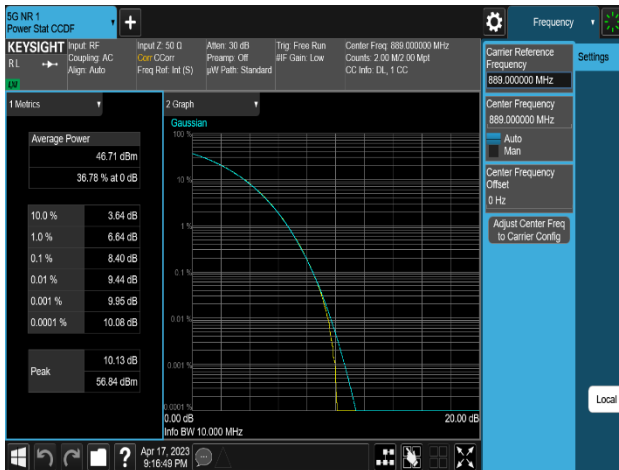 5G NR 1
Power Stat CCDF
Frequency
KEYSIGHT
R L
LXI
Input: RF
Coupling: AC
Align: Auto
Input Z: 50 Ω
Corr CCorr
Freq Ref: Int (S)
Atten: 30 dB
Preamp: Off
µW Path: Standard
Trig: Free Run
#IF Gain: Low
Center Freq: 889.000000 MHz
Counts: 2.00 M/2.00 Mpt
CC Info: DL, 1 CC
Carrier Reference
Frequency
889.000000 MHz
Settings
Center Frequency
889.000000 MHz
Auto
Man
Center Frequency
Offset
0 Hz
Adjust Center Freq
to Carrier Config
Local
1 Metrics
Average Power
46.71 dBm
36.78 % at 0 dB
10.0 % 3.64 dB
1.0 % 6.64 dB
0.1 % 8.40 dB
0.01 % 9.44 dB
0.001 % 9.95 dB
0.0001 % 10.08 dB
Peak
10.13 dB
56.84 dBm
2 Graph
Gaussian
100 %
10 %
1 %
0.1 %
0.01 %
0.001 %
0.0001 %
0.00 dB
20.00 dB
Info BW 10.000 MHz
Apr 17, 2023
9:16:49 PM